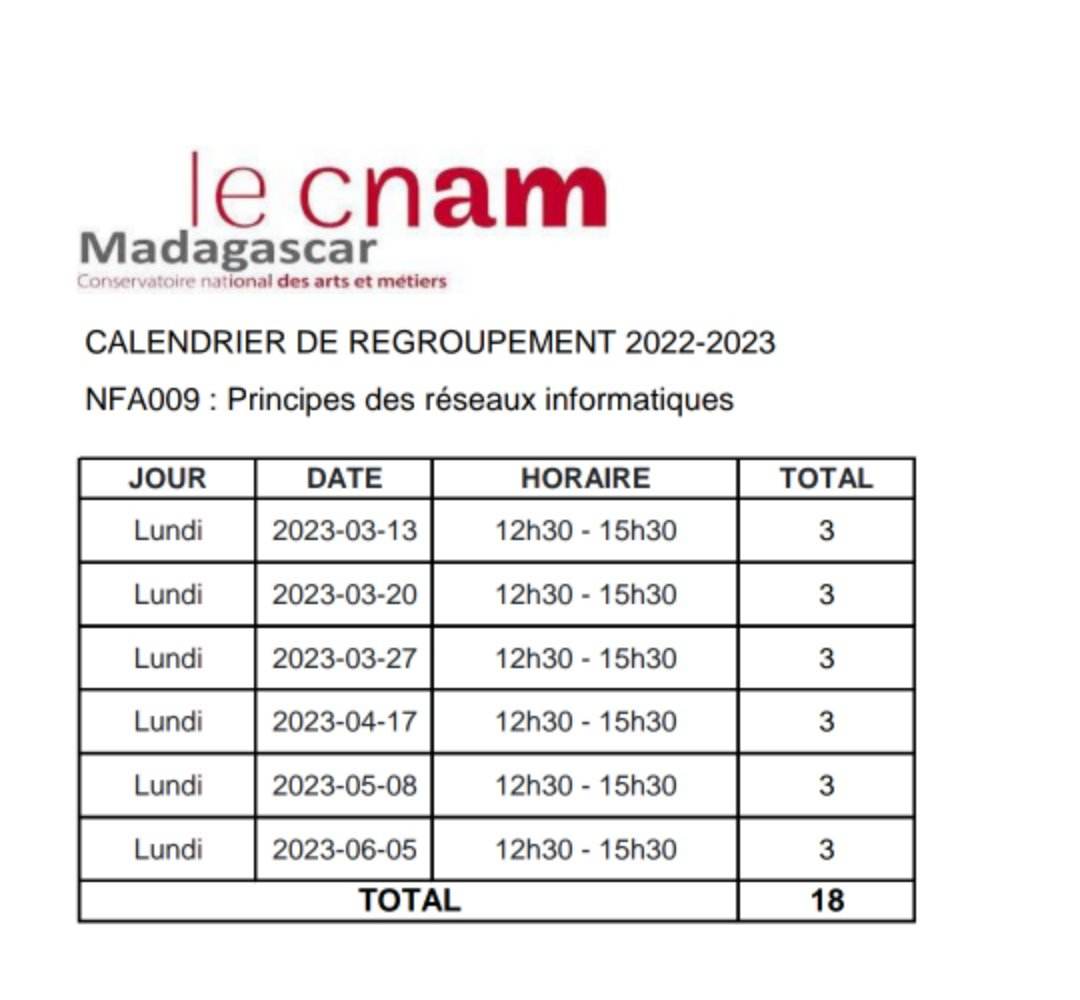 le cnam
Madagascar
Conservatoire national des arts et métiers
CALENDRIER DE REGROUPEMENT 2022-2023
NFA009 : Principes des réseaux informatiques
JOUR DATE HORAIRE TOTAL
Lundi 2023-03-13 12h30 - 15h30 3
Lundi 2023-03-20 12h30 - 15h30 3
Lundi 2023-03-27 12h30 - 15h30 3
Lundi 2023-04-17 12h30 - 15h30 3
Lundi 2023-05-08 12h30 - 15h30 3
Lundi 2023-06-05 12h30 - 15h30 3
TOTAL 18